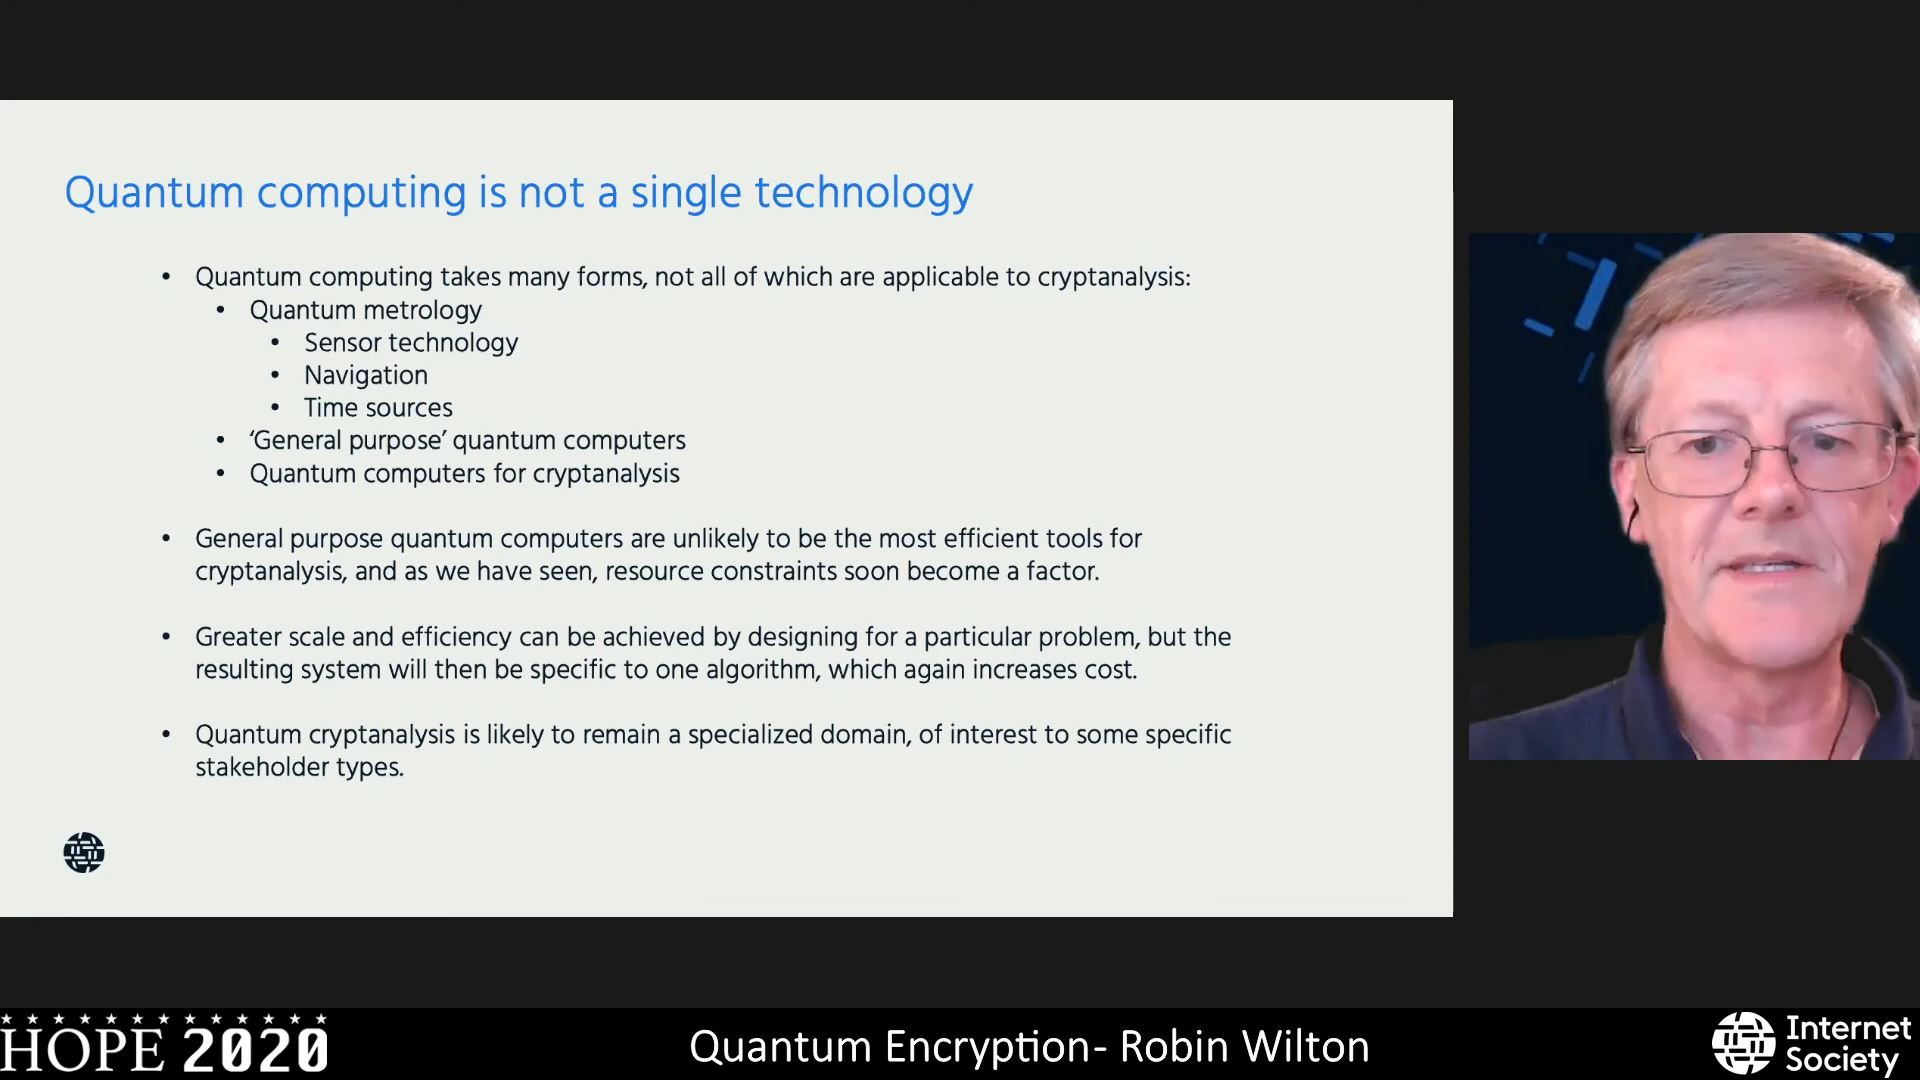 Quantum computing is not a single technology
• Quantum computing takes many forms, not all of which are applicable to cryptanalysis:
• Quantum metrology
• Sensor technology
• Navigation
• Time sources
• ‘General purpose’ quantum computers
• Quantum computers for cryptanalysis
• General purpose quantum computers are unlikely to be the most efficient tools for
cryptanalysis, and as we have seen, resource constraints soon become a factor.
• Greater scale and efficiency can be achieved by designing for a particular problem, but the
resulting system will then be specific to one algorithm, which again increases cost.
• Quantum cryptanalysis is likely to remain a specialized domain, of interest to some specific
stakeholder types.
HOPE 2020
Quantum Encryption- Robin Wilton
Internet
Society